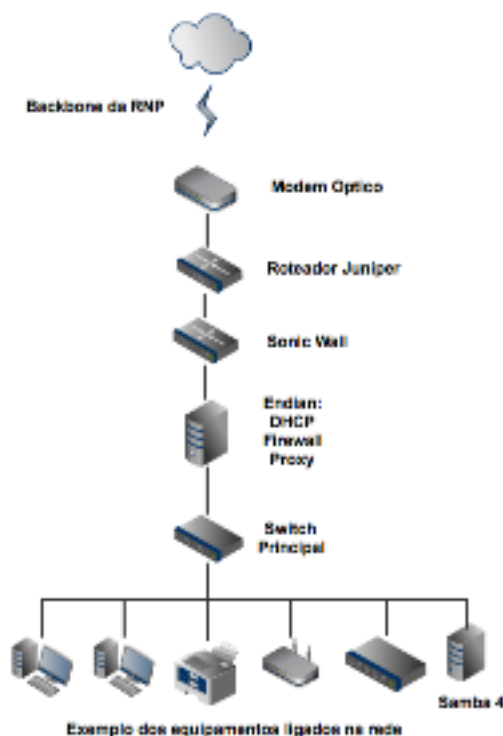 Backbone da RNP
Modem Optico
Roteador Juniper
Sonic Wall
Endian:
DHCP
Firewall
Proxy
Switch
Principal
Samba 4
Exemplo dos equipamentos ligados na rede